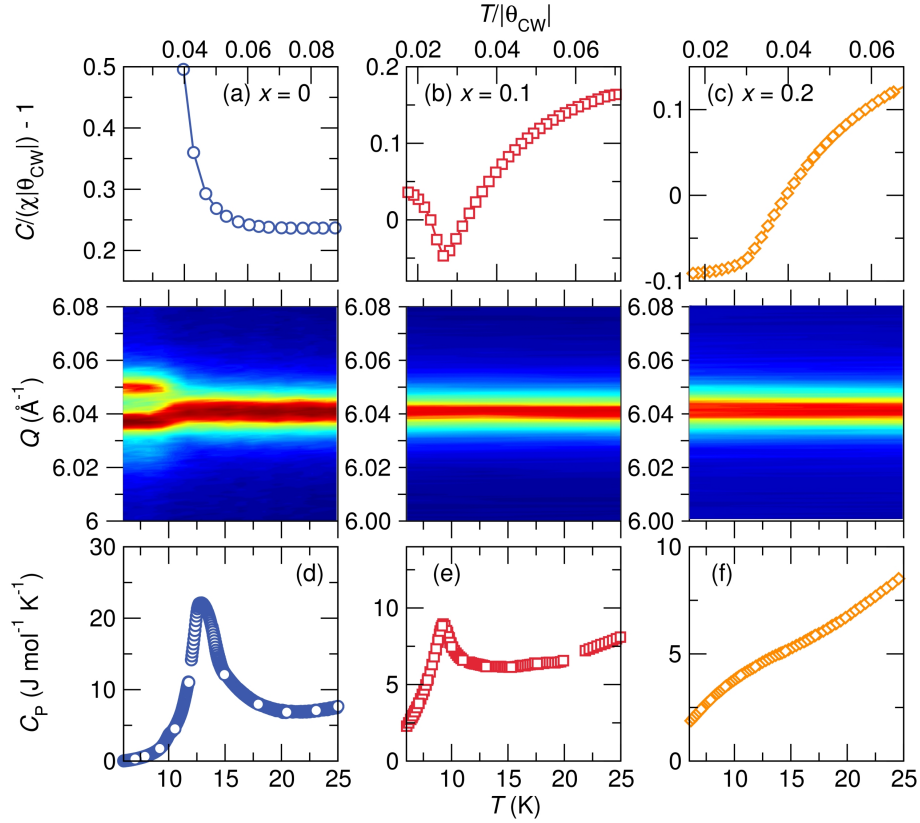 T/|θCW|
0.04 0.06 0.08
0.02 0.04 0.06
0.02 0.04 0.06
C/(χ|θCW|) - 1
0.5
0.4
0.3
0.2
(a) x = 0
0.2
0.1
0
(b) x = 0.1
0.1
0
-0.1
(c) x = 0.2
Q (Å⁻¹)
6.08
6.06
6.04
6.02
6
6.08
6.06
6.04
6.02
6.00
6.08
6.06
6.04
6.02
6.00
CP (J mol⁻¹ K⁻¹)
30
20
10
0
(d)
15
10
5
0
(e)
10
5
0
(f)
10 15 20 25
10 15 20 25
10 15 20 25
T (K)